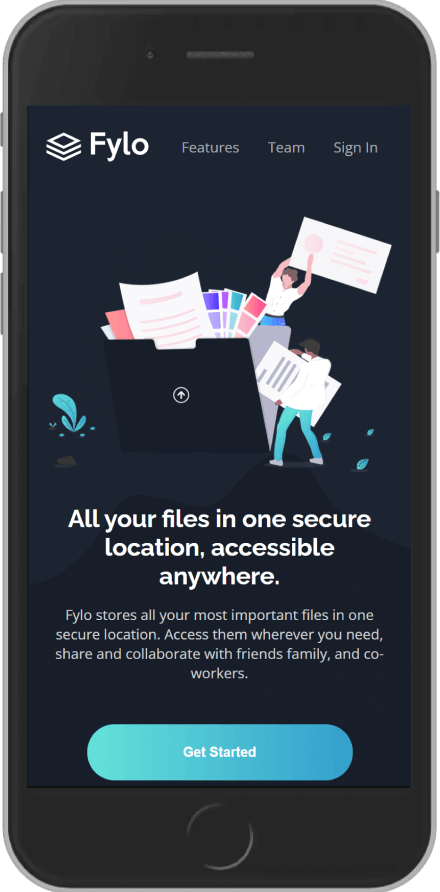 Fylo Features Team Sign In
All your files in one secure
location, accessible
anywhere.
Fylo stores all your most important files in one
secure location. Access them wherever you need,
share and collaborate with friends family, and co-
workers.
Get Started